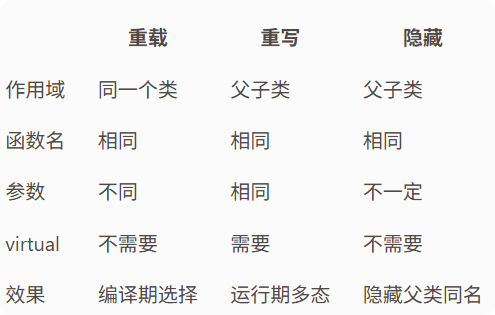 重载 重写 隐藏
作用域 同一个类 父子类 父子类
函数名 相同 相同 相同
参数 不同 相同 不一定
virtual 不需要 需要 不需要
效果 编译期选择 运行期多态 隐藏父类同名